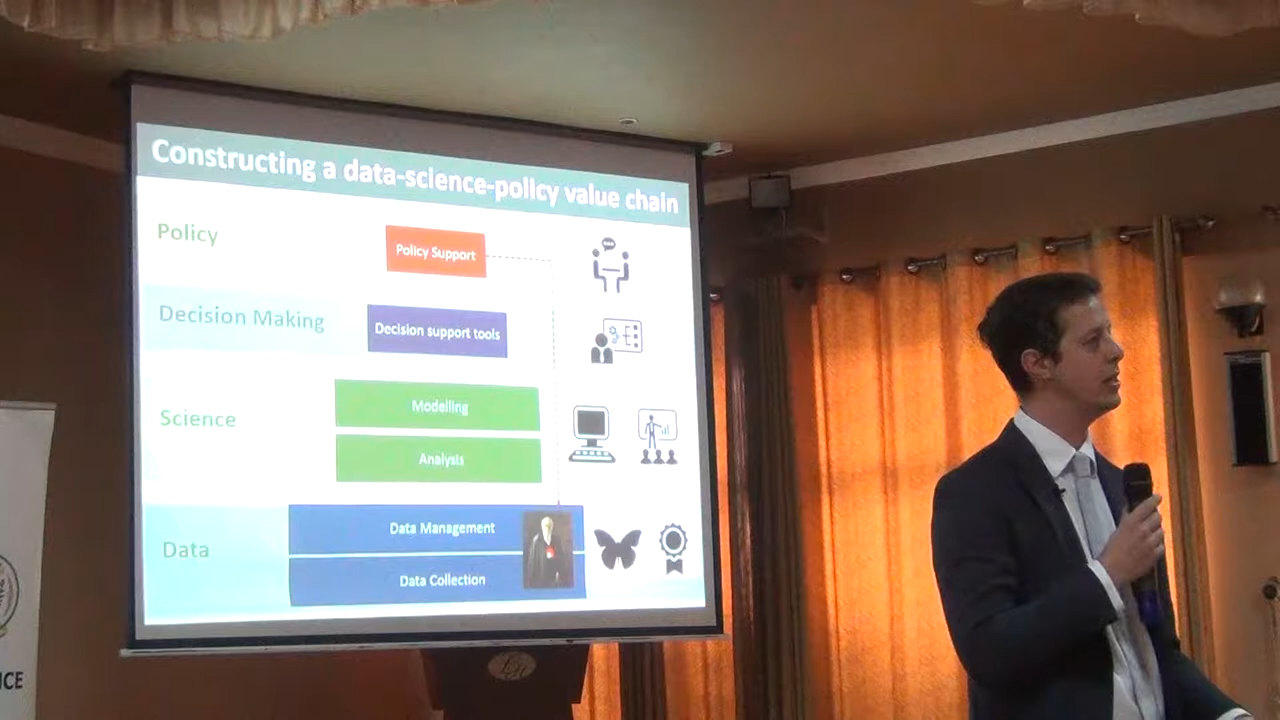 Constructing a data-science-policy value chain
Policy
Policy Support
Decision Making
Decision support tools
Science
Modelling
Analysis
Data
Data Management
Data Collection
ICE